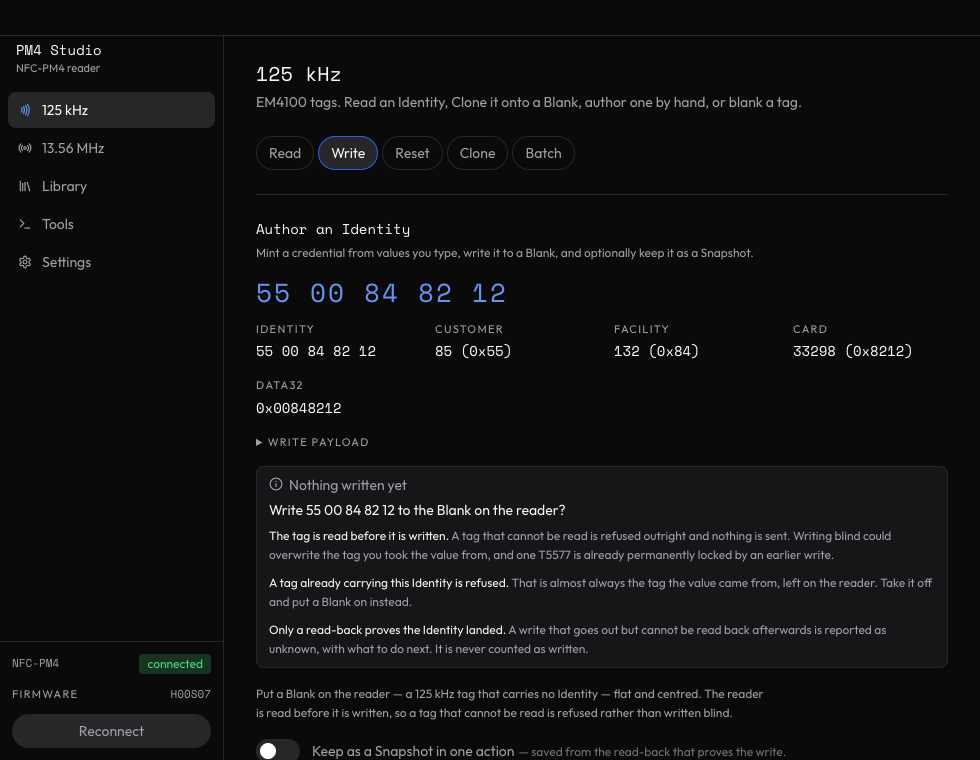 PM4 Studio
NFC-PM4 reader
125 kHz
13.56 MHz
Library
Tools
Settings
NFC-PM4
connected
FIRMWARE
H00S07
Reconnect
125 kHz
EM4100 tags. Read an Identity, Clone it onto a Blank, author one by hand, or blank a tag.
Read
Write
Reset
Clone
Batch
Author an Identity
Mint a credential from values you type, write it to a Blank, and optionally keep it as a Snapshot.
55 00 84 82 12
IDENTITY
55 00 84 82 12
CUSTOMER
85 (0x55)
FACILITY
132 (0x84)
CARD
33298 (0x8212)
DATA32
0x00848212
WRITE PAYLOAD
Nothing written yet
Write 55 00 84 82 12 to the Blank on the reader?
The tag is read before it is written. A tag that cannot be read is refused outright and nothing is sent. Writing blind could
overwrite the tag you took the value from, and one T5577 is already permanently locked by an earlier write.
A tag already carrying this Identity is refused. That is almost always the tag the value came from, left on the reader. Take it off
and put a Blank on instead.
Only a read-back proves the Identity landed. A write that goes out but cannot be read back afterwards is reported as
unknown, with what to do next. It is never counted as written.
Put a Blank on the reader — a 125 kHz tag that carries no Identity — flat and centred. The reader
is read before it is written, so a tag that cannot be read is refused rather than written blind.
Keep as a Snapshot in one action — saved from the read-back that proves the write.